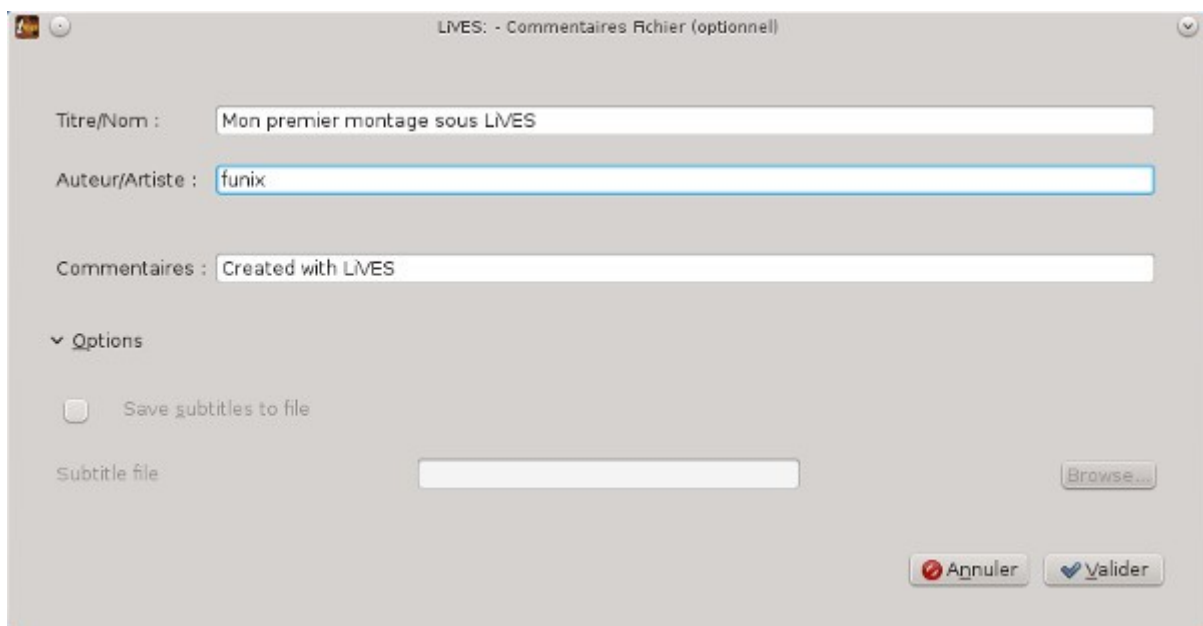 LiVES: - Commentaires Fichier (optionnel)
Titre/Nom : Mon premier montage sous LiVES
Auteur/Artiste : funix
Commentaires : Created with LiVES
Options
Save subtitles to file
Subtitle file Browse...
Annuler Valider